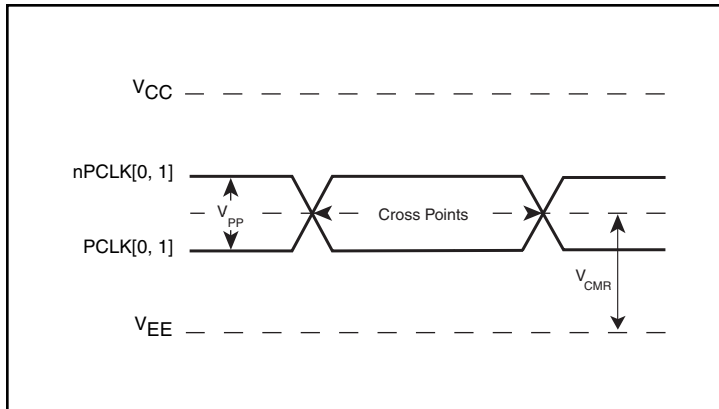 VCC
nPCLK[0, 1]
VPP
Cross Points
PCLK[0, 1]
VCMR
VEE